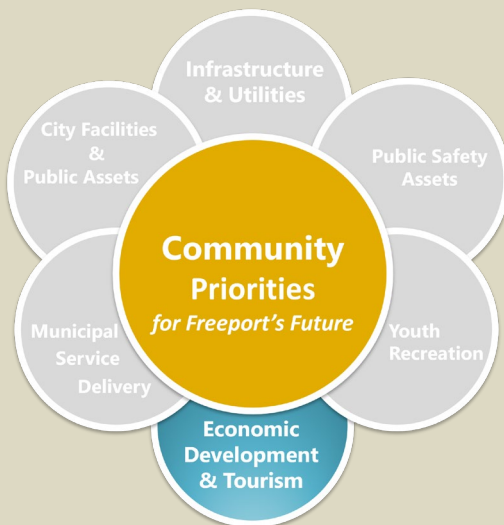 Infrastructure
& Utilities
City Facilities
&
Public Assets
Public Safety
Assets
Community
Priorities
for Freeport's Future
Municipal
Service
Delivery
Youth
Recreation
Economic
Development
& Tourism